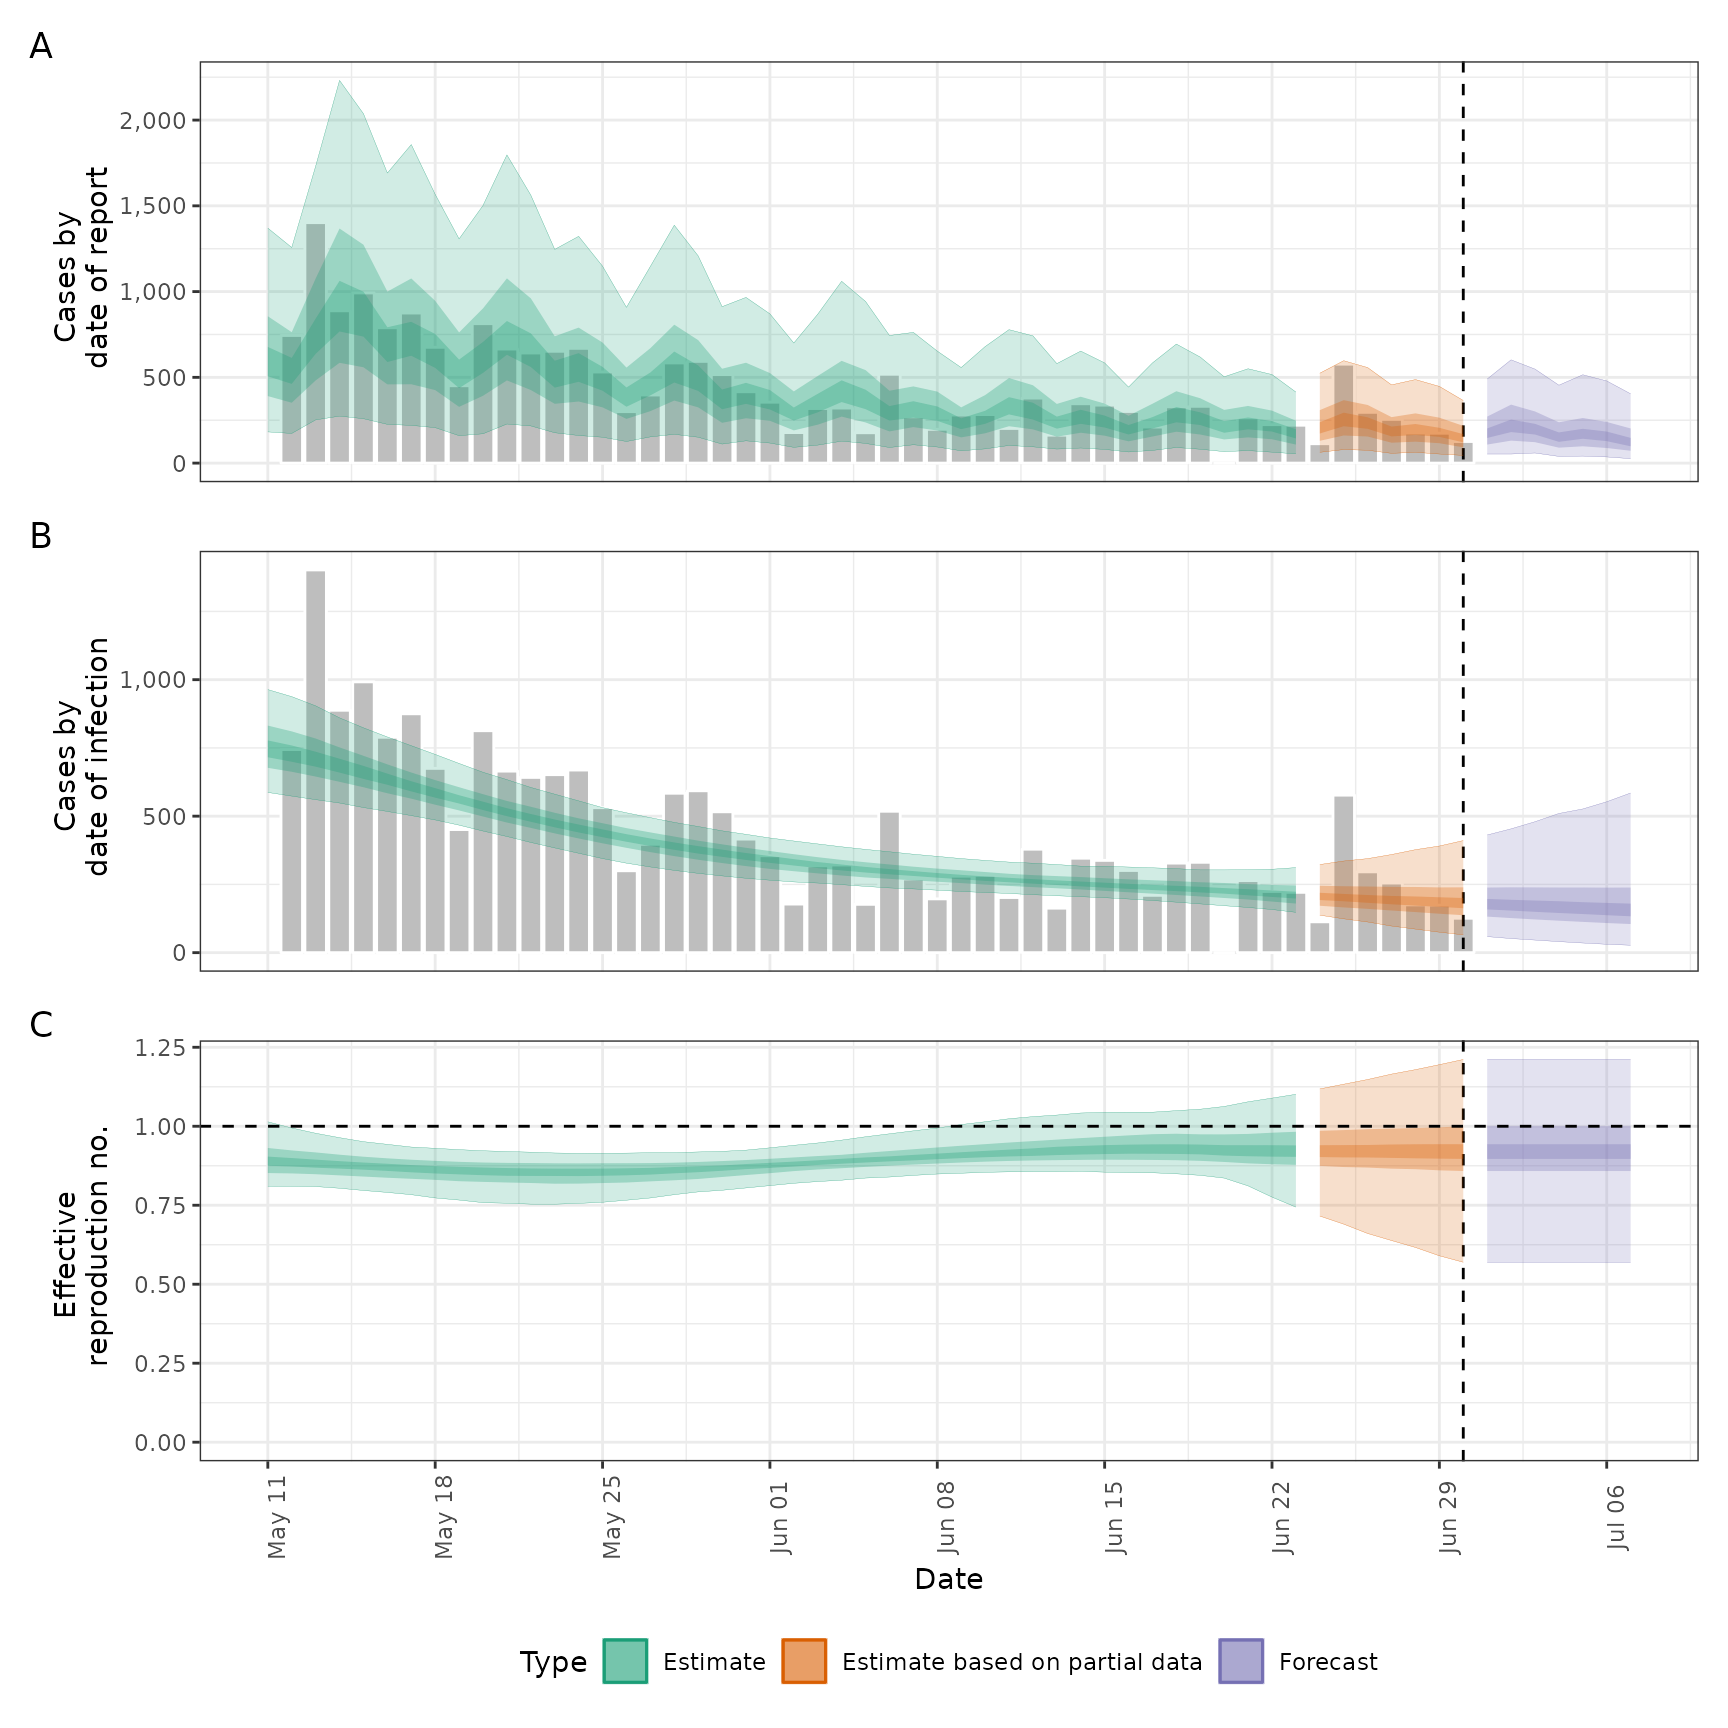 A
Cases by
date of report
2,000
1,500
1,000
500
0
B
Cases by
date of infection
1,000
500
0
C
Effective
reproduction no.
1.25
1.00
0.75
0.50
0.25
0.00
May 11
May 18
May 25
Jun 01
Jun 08
Jun 15
Jun 22
Jun 29
Jul 06
Date
Type Estimate Estimate based on partial data Forecast